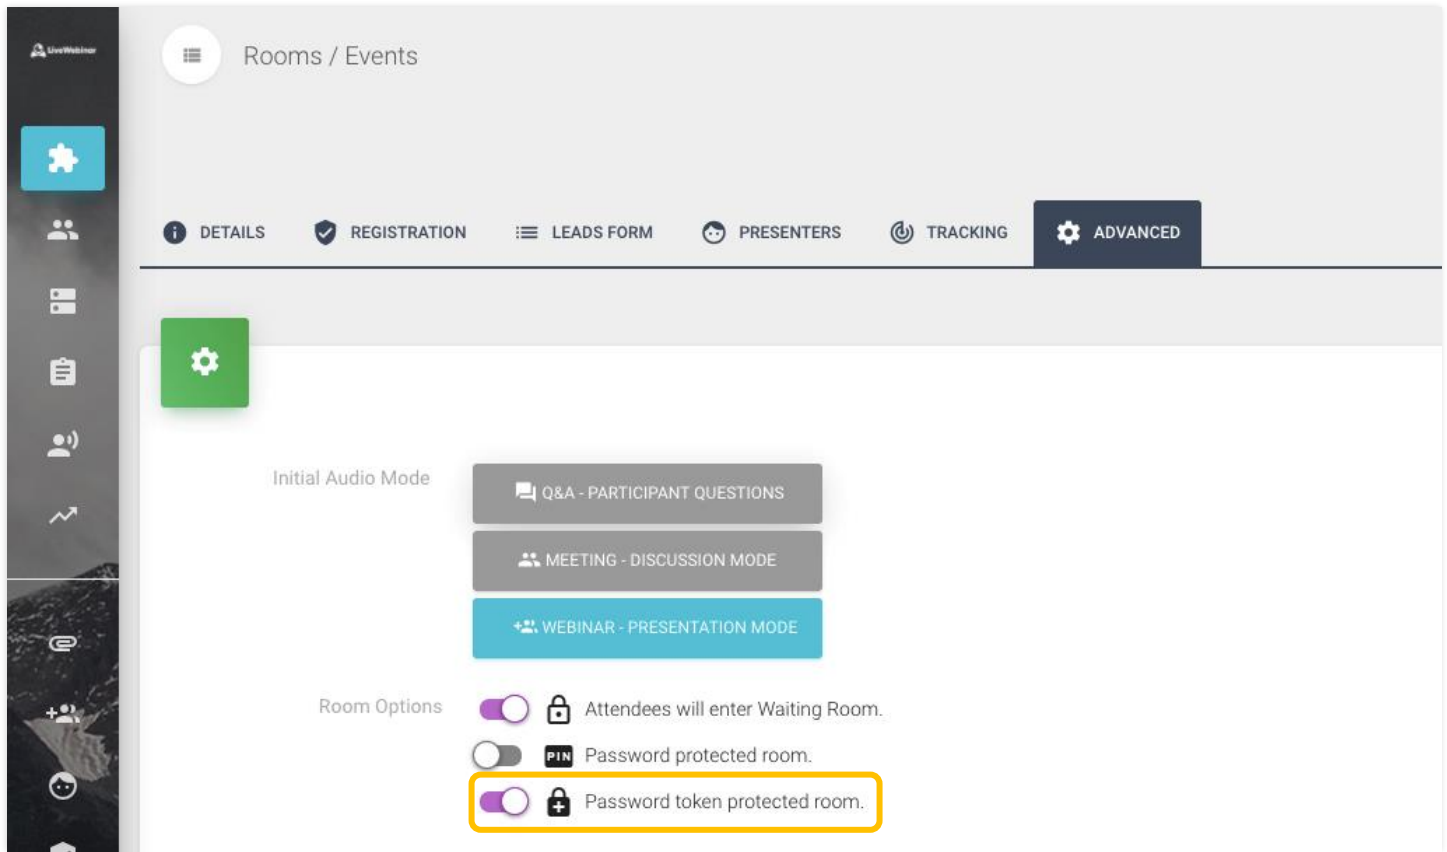 LiveWebinar
Rooms / Events
DETAILS
REGISTRATION
LEADS FORM
PRESENTERS
TRACKING
ADVANCED
Initial Audio Mode
Q&A - PARTICIPANT QUESTIONS
MEETING - DISCUSSION MODE
WEBINAR - PRESENTATION MODE
Room Options
Attendees will enter Waiting Room.
PIN Password protected room.
Password token protected room.